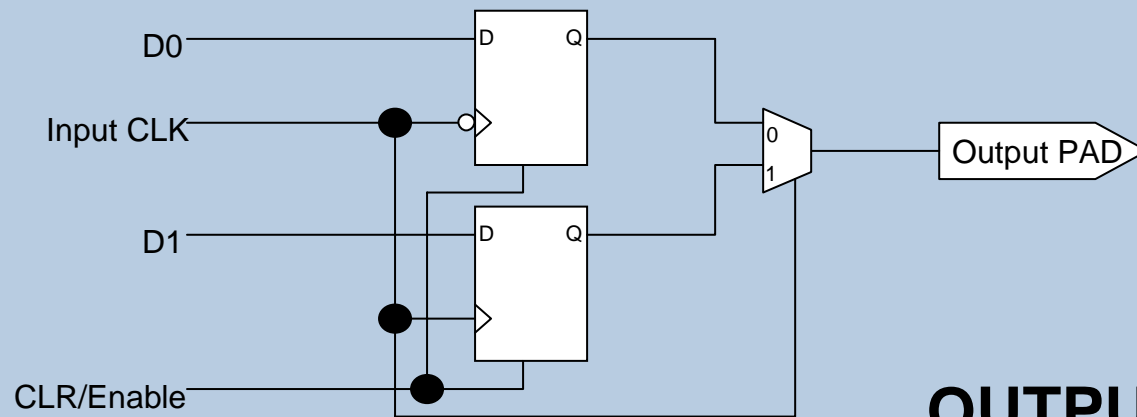 D0
D
Q
Input CLK
0
1
Output PAD
D1
D
Q
CLR/Enable